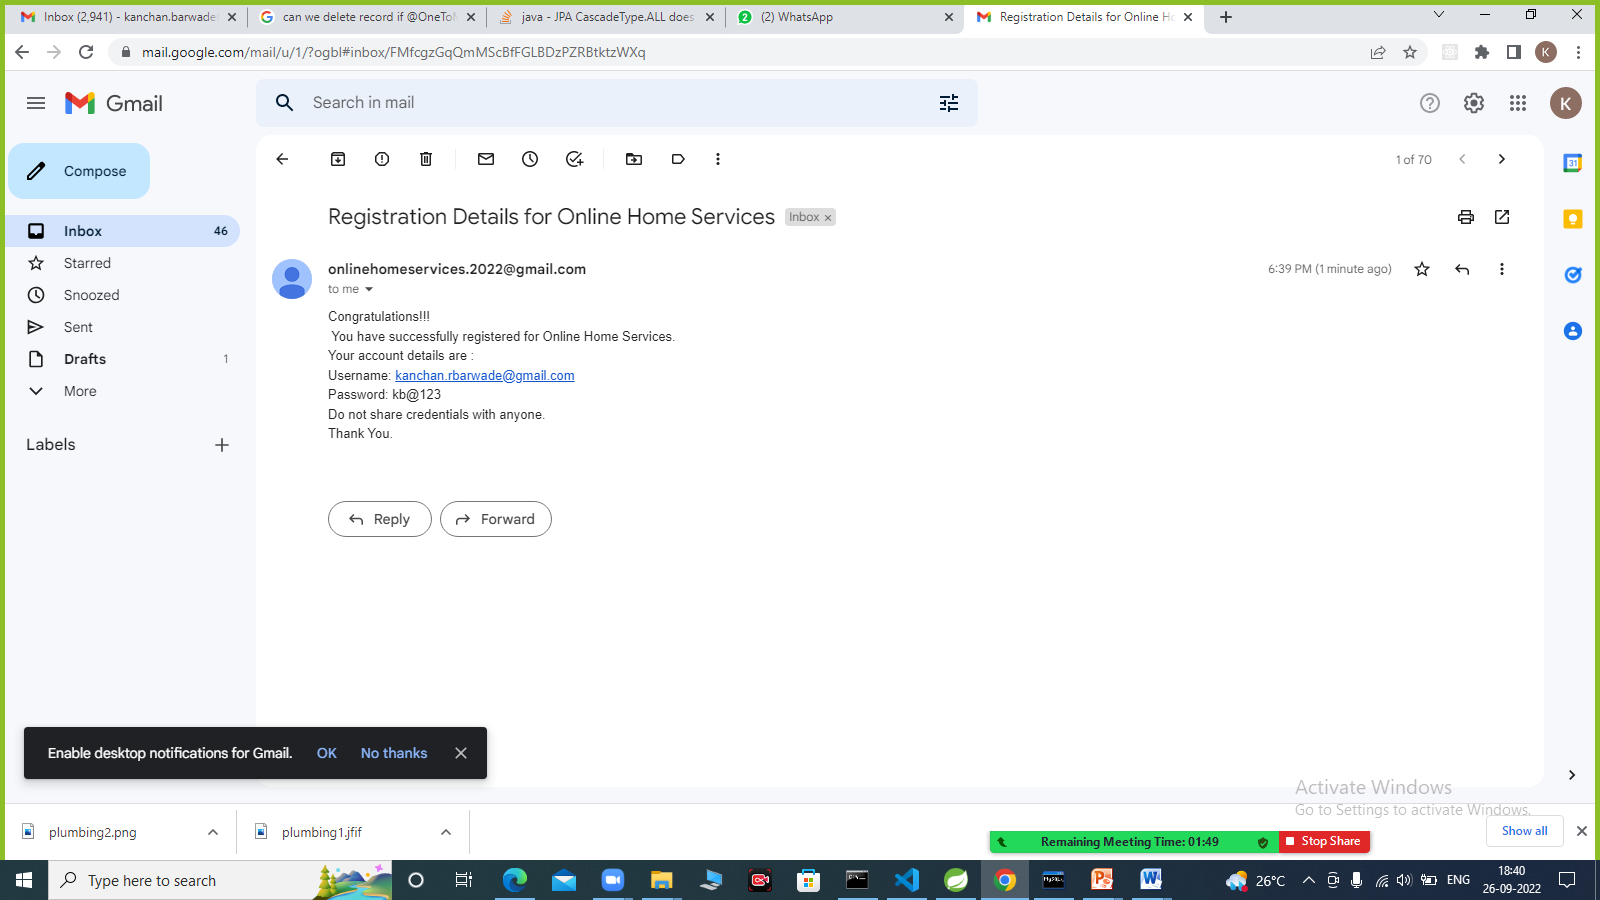 Inbox (2,941) - kanchan.barwade
can we delete record if @OneToM
java - JPA CascadeType.ALL does
(2) WhatsApp
Registration Details for Online Ho
mail.google.com/mail/u/1/?ogbl#inbox/FMfcgzGqQmMScBfFGLBDzPZRBtktzWXq
K
Gmail
Search in mail
K
Compose
1 of 70
31
Registration Details for Online Home Services
Inbox x
Inbox 46
Starred
Snoozed
Sent
Drafts 1
More
Labels
onlinehomeservices.2022@gmail.com
6:39 PM (1 minute ago)
to me
Congratulations!!!
You have successfully registered for Online Home Services.
Your account details are :
Username: kanchan.rbarwade@gmail.com
Password: kb@123
Do not share credentials with anyone.
Thank You.
Reply
Forward
Enable desktop notifications for Gmail. OK No thanks
Activate Windows
Go to Settings to activate Windows.
plumbing2.png
plumbing1.jfif
Remaining Meeting Time: 01:49
Stop Share
Show all
Type here to search
26°C
ENG
18:40
26-09-2022